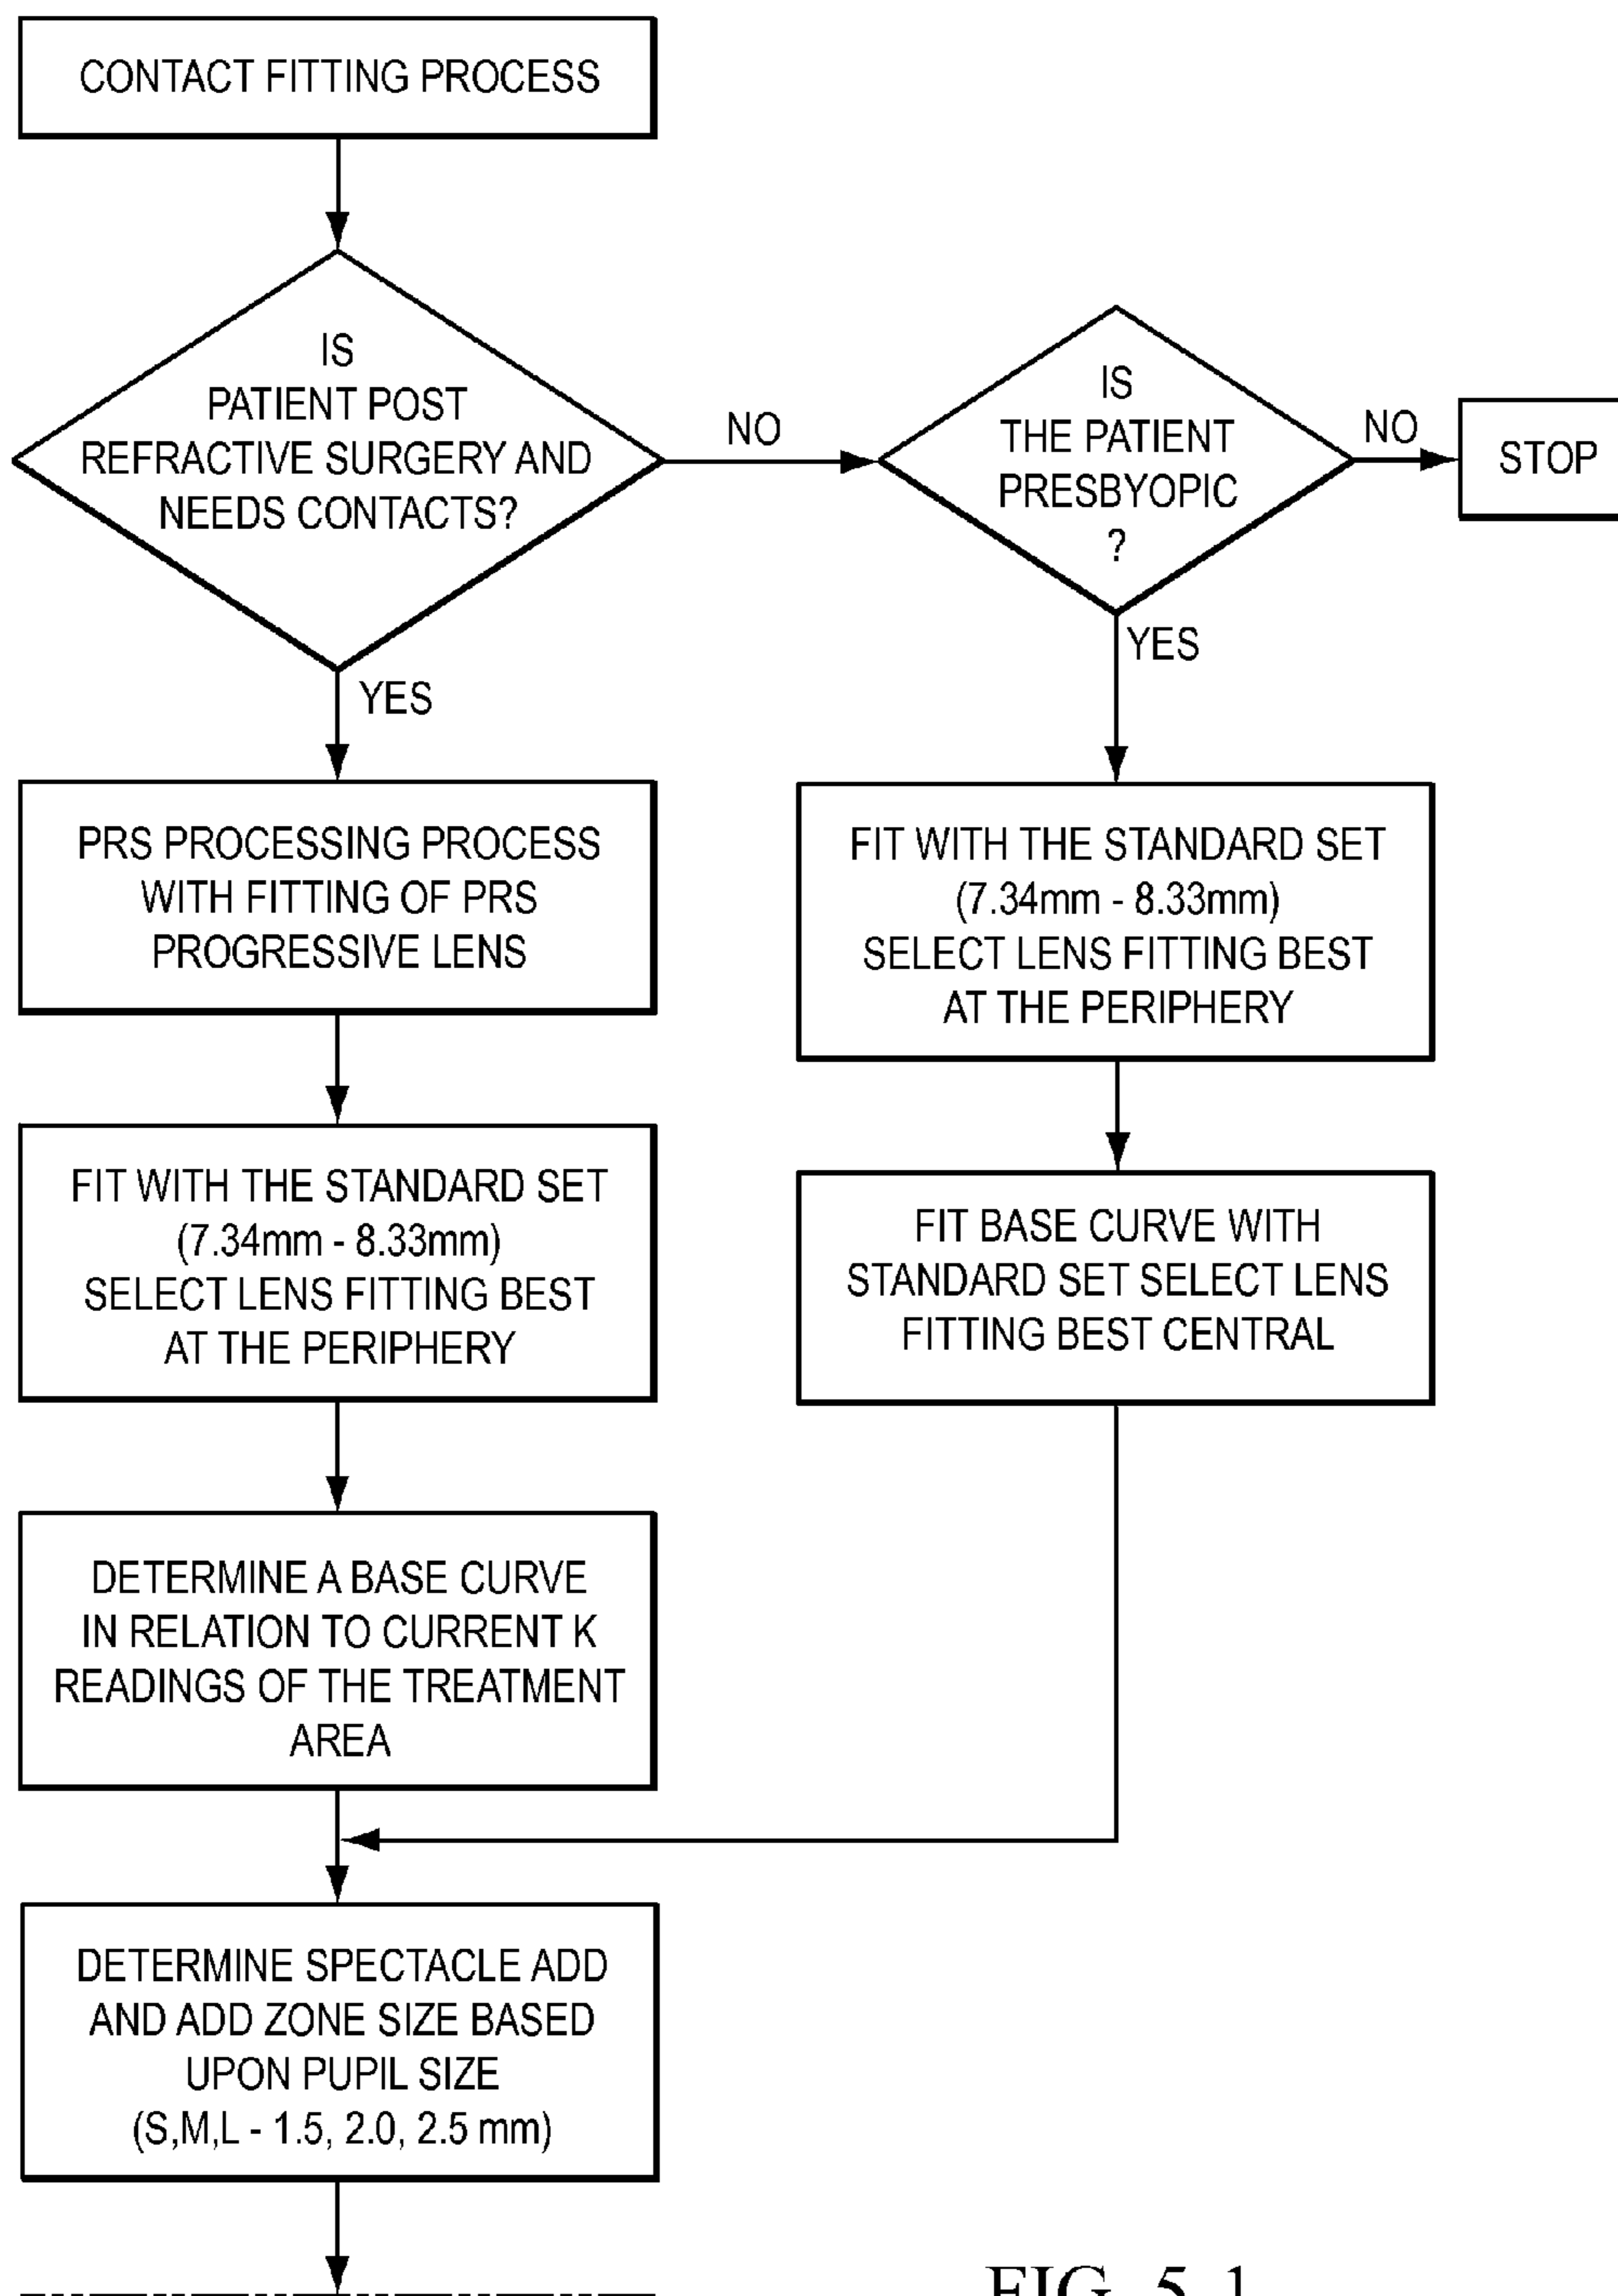 CONTACT FITTING PROCESS
IS
PATIENT POST
REFRACTIVE SURGERY AND
NEEDS CONTACTS?
NO
IS
THE PATIENT
PRESBYOPIC
?
NO
STOP
YES
YES
PRS PROCESSING PROCESS
WITH FITTING OF PRS
PROGRESSIVE LENS
FIT WITH THE STANDARD SET
(7.34mm - 8.33mm)
SELECT LENS FITTING BEST
AT THE PERIPHERY
FIT WITH THE STANDARD SET
(7.34mm - 8.33mm)
SELECT LENS FITTING BEST
AT THE PERIPHERY
FIT BASE CURVE WITH
STANDARD SET SELECT LENS
FITTING BEST CENTRAL
DETERMINE A BASE CURVE
IN RELATION TO CURRENT K
READINGS OF THE TREATMENT
AREA
DETERMINE SPECTACLE ADD
AND ADD ZONE SIZE BASED
UPON PUPIL SIZE
(S,M,L - 1.5, 2.0, 2.5 mm)
FIG. 5-1